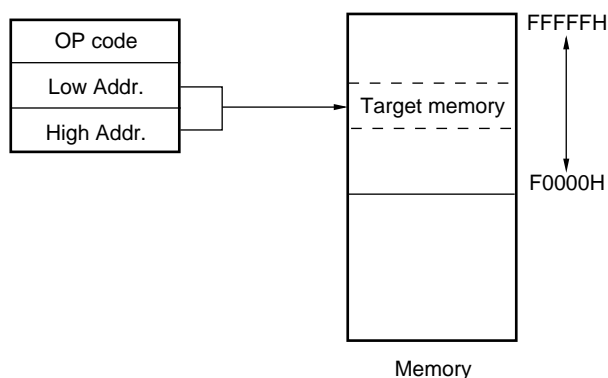 OP code
Low Addr.
High Addr.
FFFFFH
Target memory
F0000H
Memory